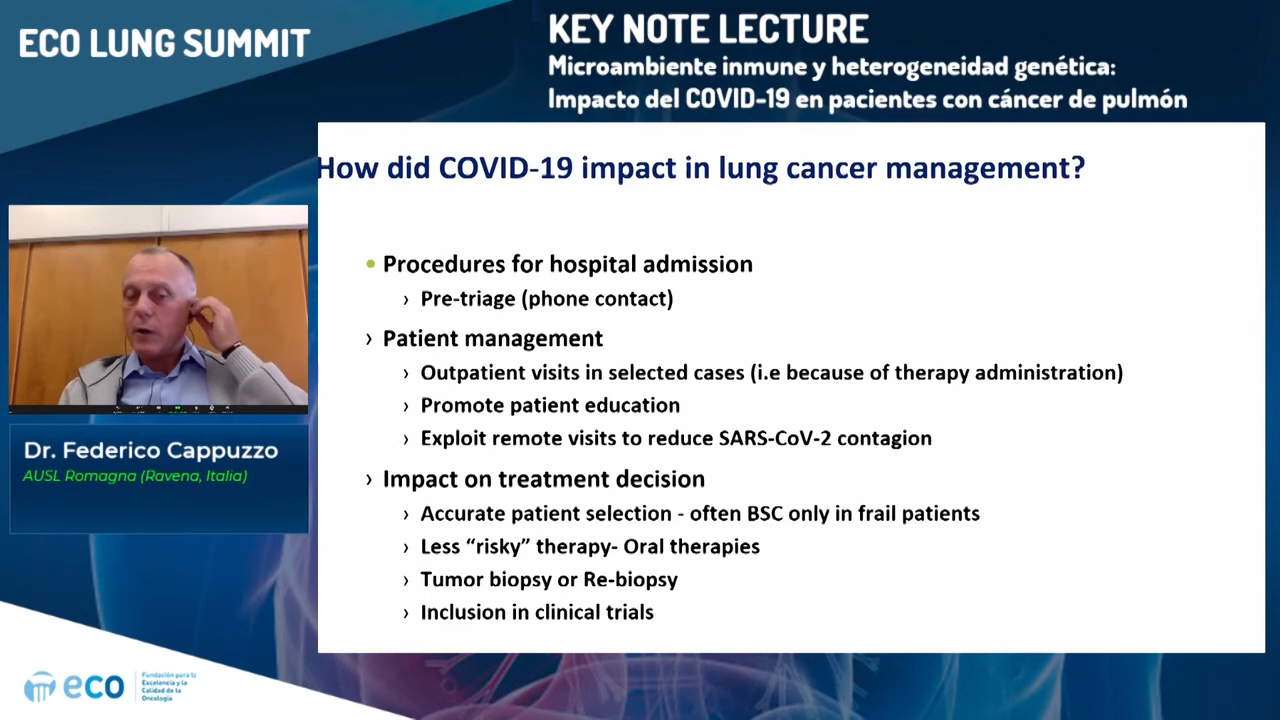 ECO LUNG SUMMIT
KEY NOTE LECTURE
Microambiente inmune y heterogeneidad genética:
Impacto del COVID-19 en pacientes con cáncer de pulmón
How did COVID-19 impact in lung cancer management?
• Procedures for hospital admission
› Pre-triage (phone contact)
› Patient management
› Outpatient visits in selected cases (i.e because of therapy administration)
› Promote patient education
› Exploit remote visits to reduce SARS-CoV-2 contagion
› Impact on treatment decision
› Accurate patient selection - often BSC only in frail patients
› Less “risky” therapy- Oral therapies
› Tumor biopsy or Re-biopsy
› Inclusion in clinical trials
Dr. Federico Cappuzzo
AUSL Romagna (Ravena, Italia)
eco
Fundación para la
Excelencia y la
Calidad de la
Oncología